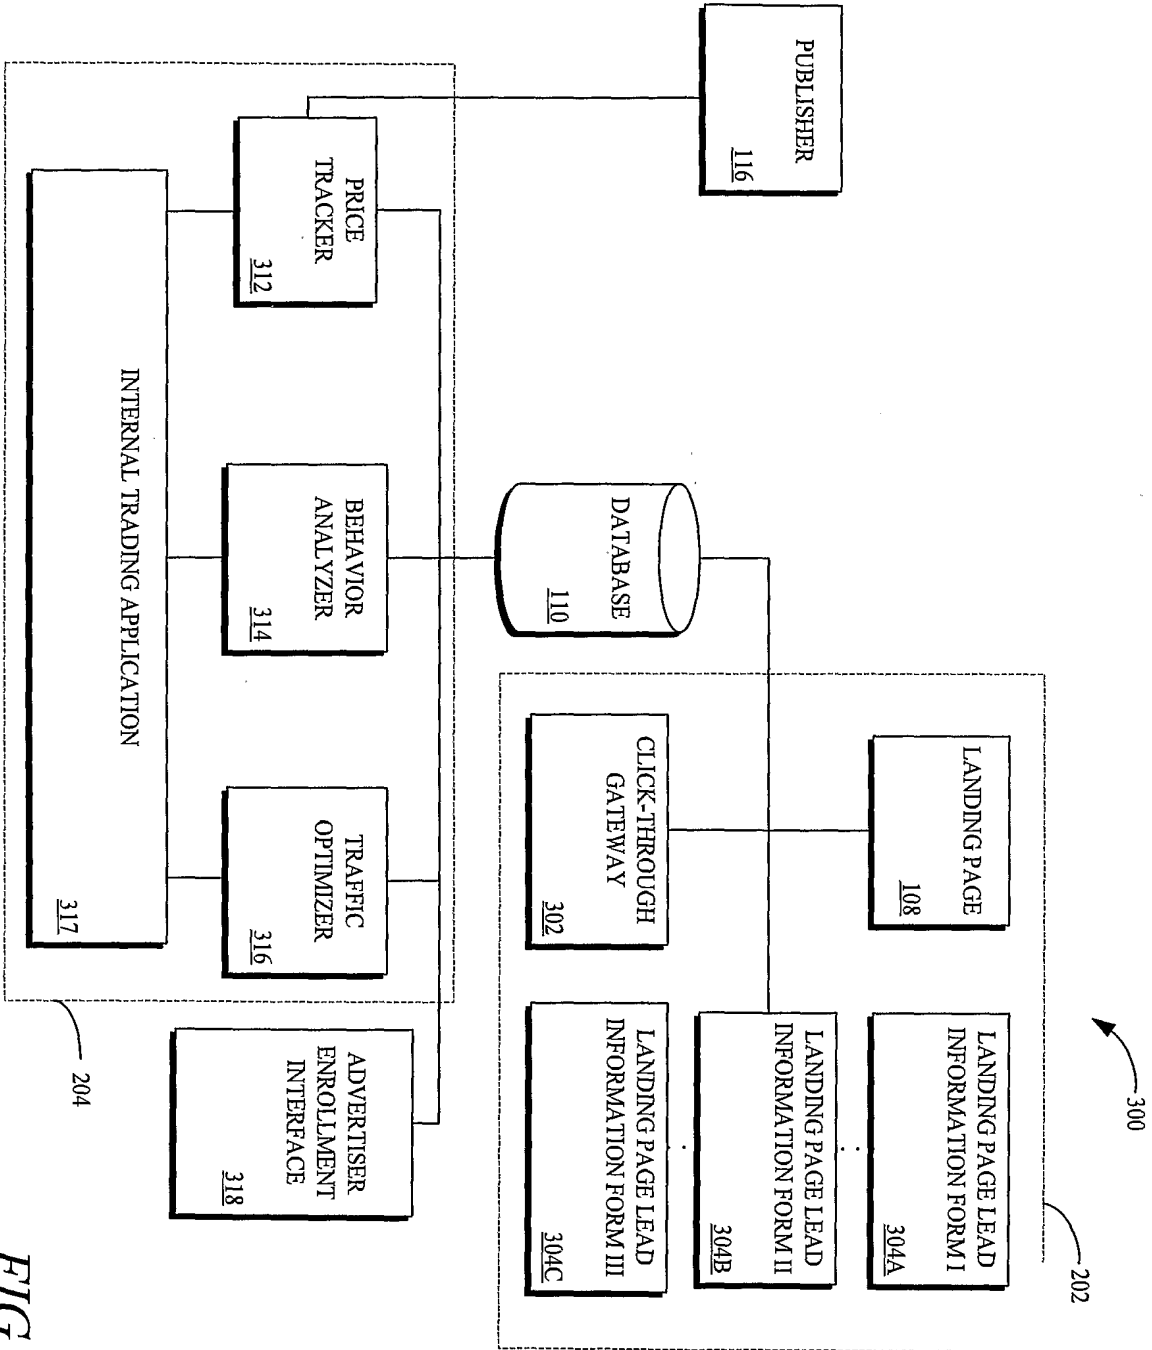 300
202
LANDING PAGE
108
LANDING PAGE LEAD
INFORMATION FORM I
304A
PUBLISHER
116
LANDING PAGE LEAD
INFORMATION FORM II
304B
CLICK-THROUGH
GATEWAY
302
LANDING PAGE LEAD
INFORMATION FORM III
304C
DATABASE
110
PRICE
TRACKER
312
BEHAVIOR
ANALYZER
314
TRAFFIC
OPTIMIZER
316
ADVERTISER
ENROLLMENT
INTERFACE
318
INTERNAL TRADING APPLICATION
317
204
FIG